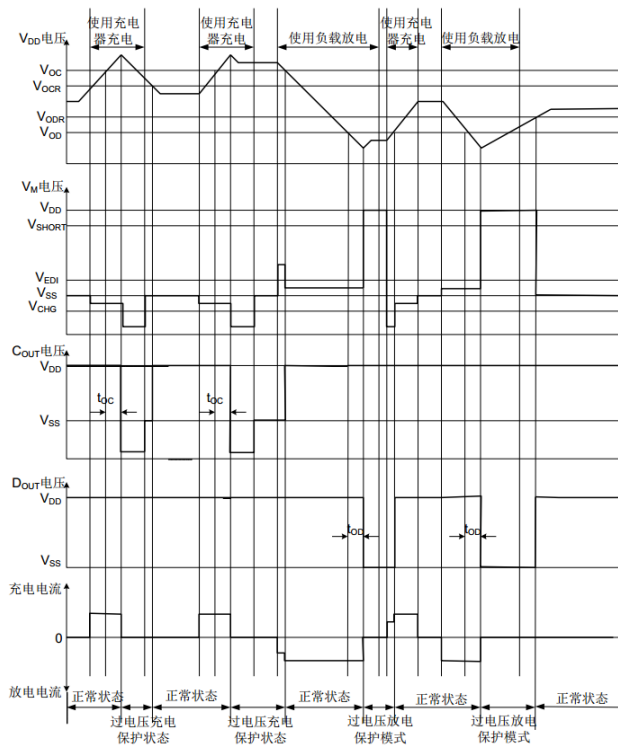 使用充电
器充电
使用充电
器充电
使用负载放电
使用充电
器充电
使用负载放电
VDD电压
VOC
VOCR
VODR
VOD
VM电压
VDD
VSHORT
VEDI
VSS
VCHG
COUT电压
VDD
tOC
tOC
VSS
DOUT电压
VDD
tOD
tOD
VSS
充电电流
0
放电电流
正常状态
正常状态
正常状态
正常状态
正常状态
过电压充电
保护状态
过电压充电
保护状态
过电压放电
保护模式
过电压放电
保护模式